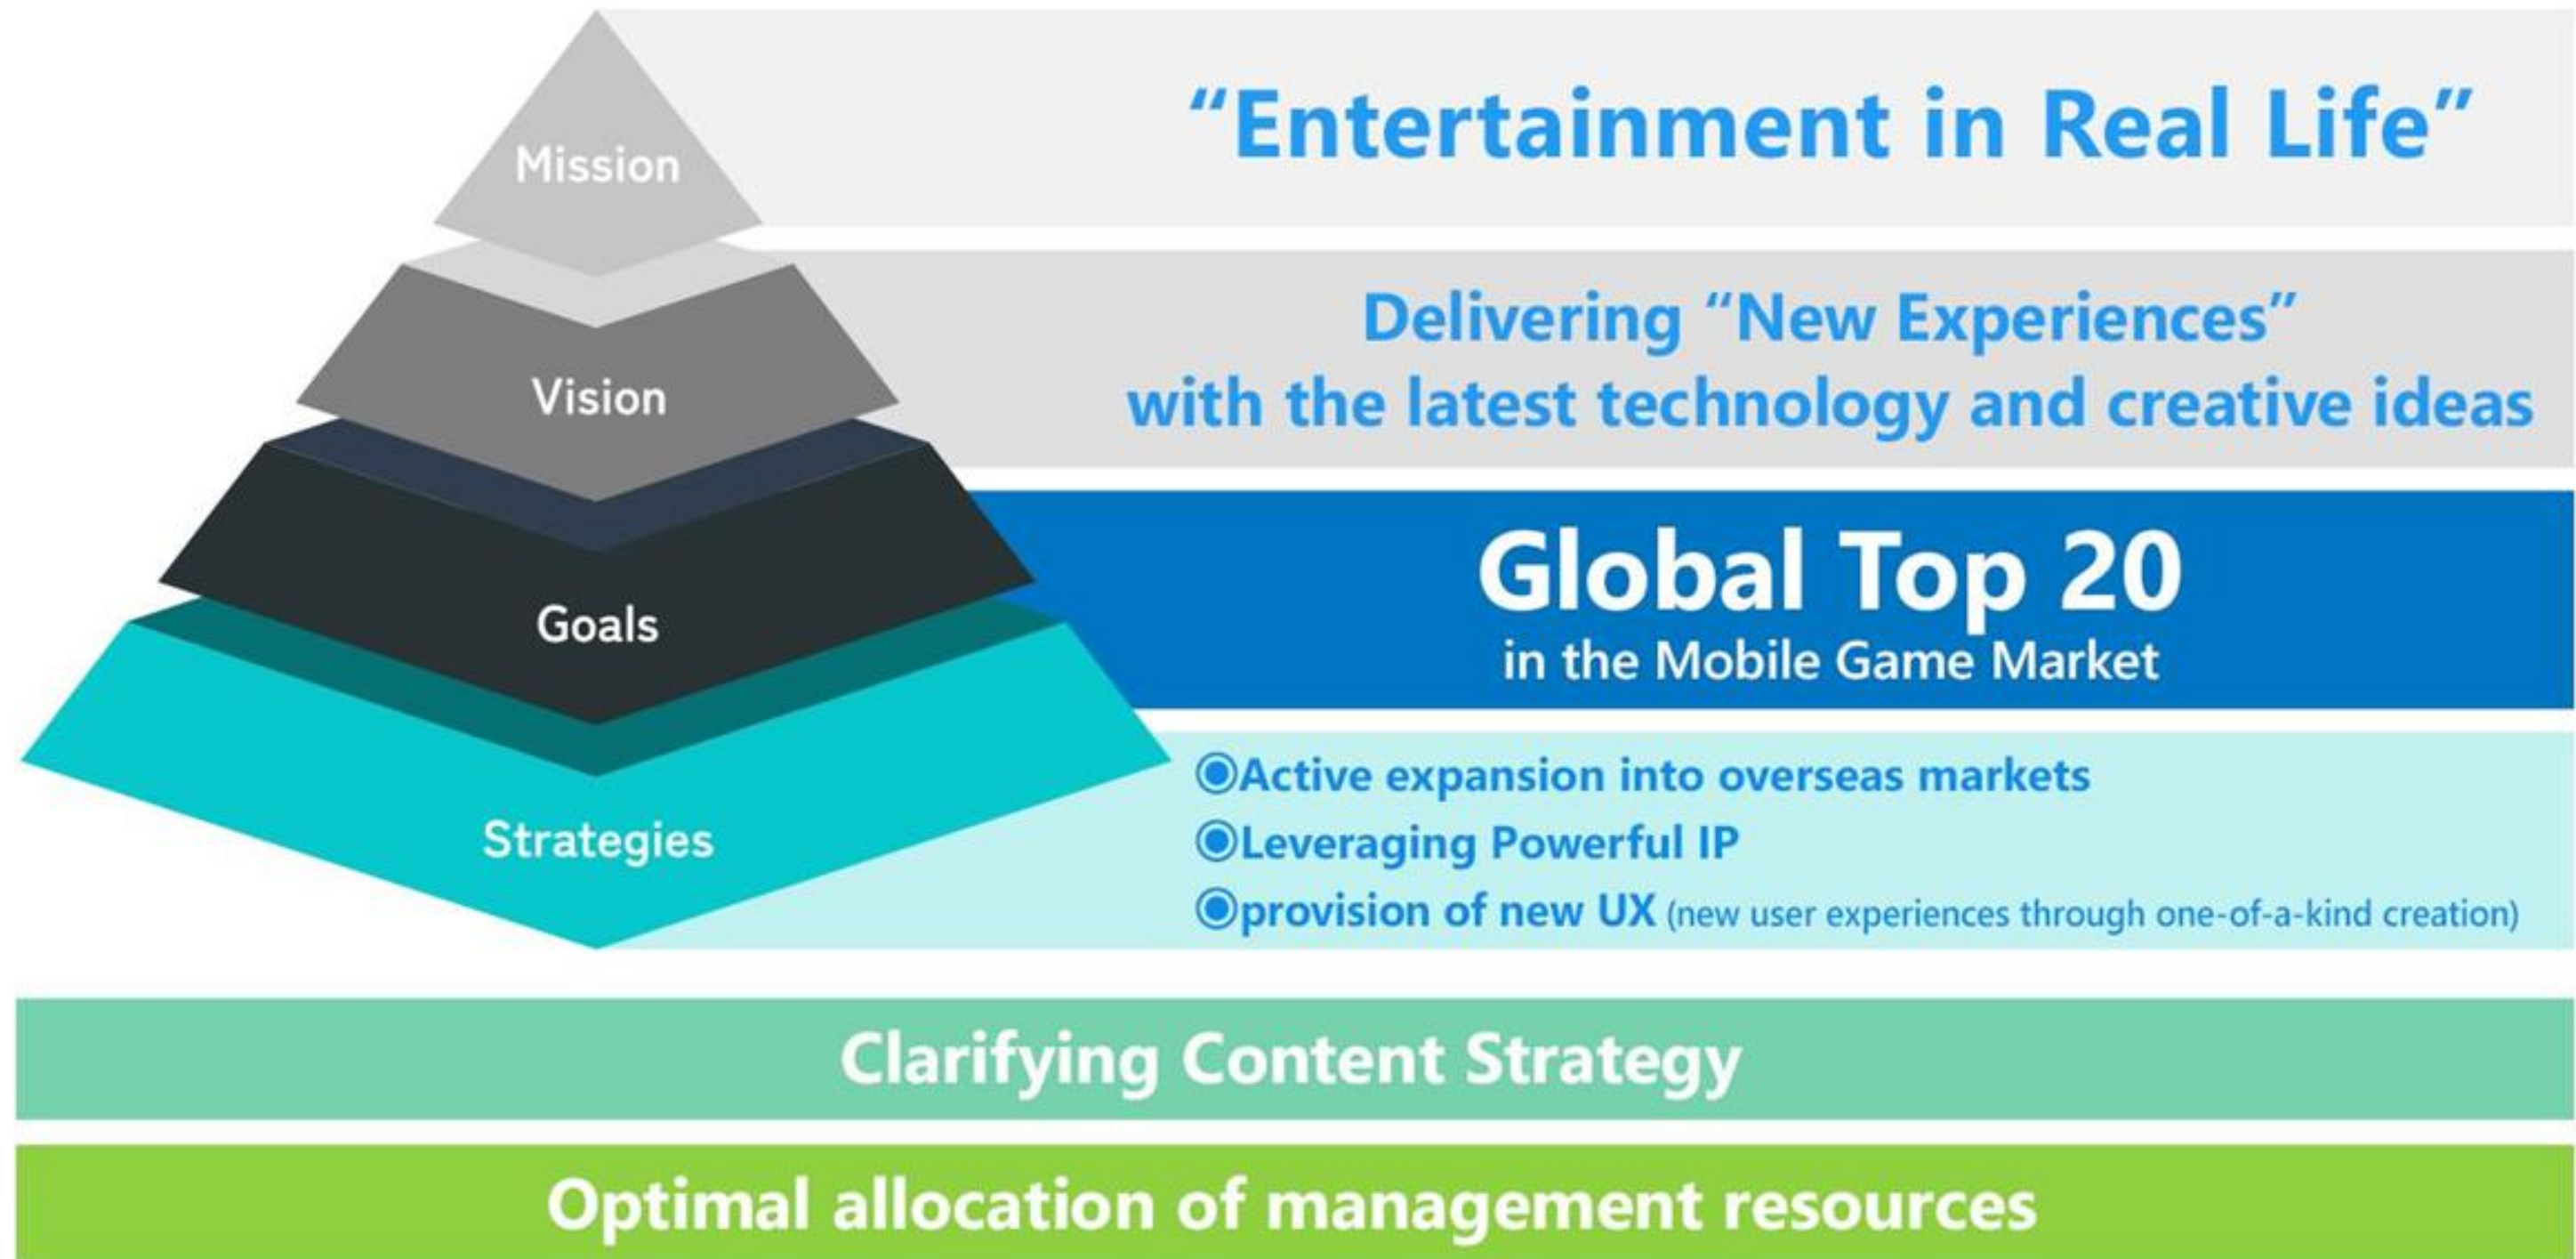 Mission
“Entertainment in Real Life”
Vision
Delivering “New Experiences”
with the latest technology and creative ideas
Goals
Global Top 20
in the Mobile Game Market
Strategies
◉Active expansion into overseas markets
◉Leveraging Powerful IP
◉provision of new UX (new user experiences through one-of-a-kind creation)
Clarifying Content Strategy
Optimal allocation of management resources